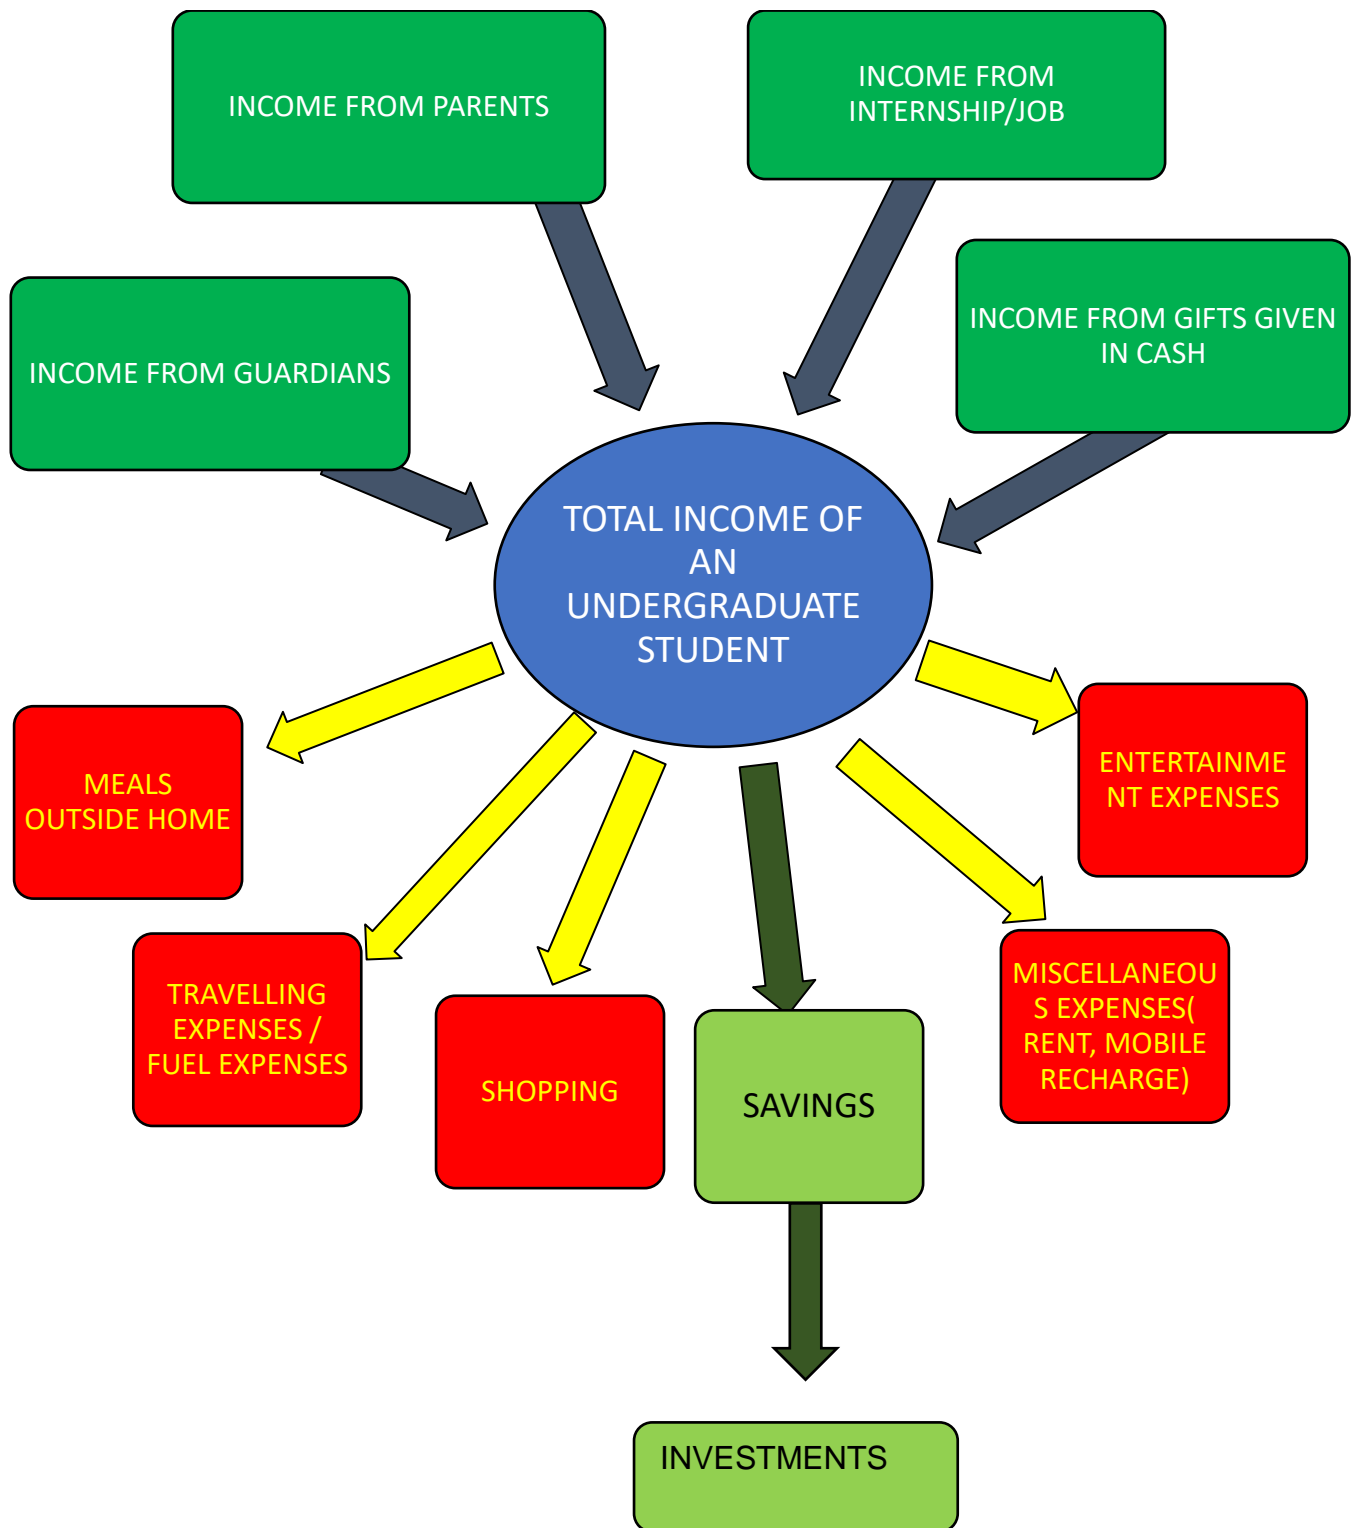 INCOME FROM PARENTS
INCOME FROM
INTERNSHIP/JOB
INCOME FROM GUARDIANS
INCOME FROM GIFTS GIVEN
IN CASH
TOTAL INCOME OF
AN
UNDERGRADUATE
STUDENT
MEALS
OUTSIDE HOME
ENTERTAINME
NT EXPENSES
TRAVELLING
EXPENSES /
FUEL EXPENSES
SHOPPING
SAVINGS
MISCELLANEOU
S EXPENSES(
RENT, MOBILE
RECHARGE)
INVESTMENTS